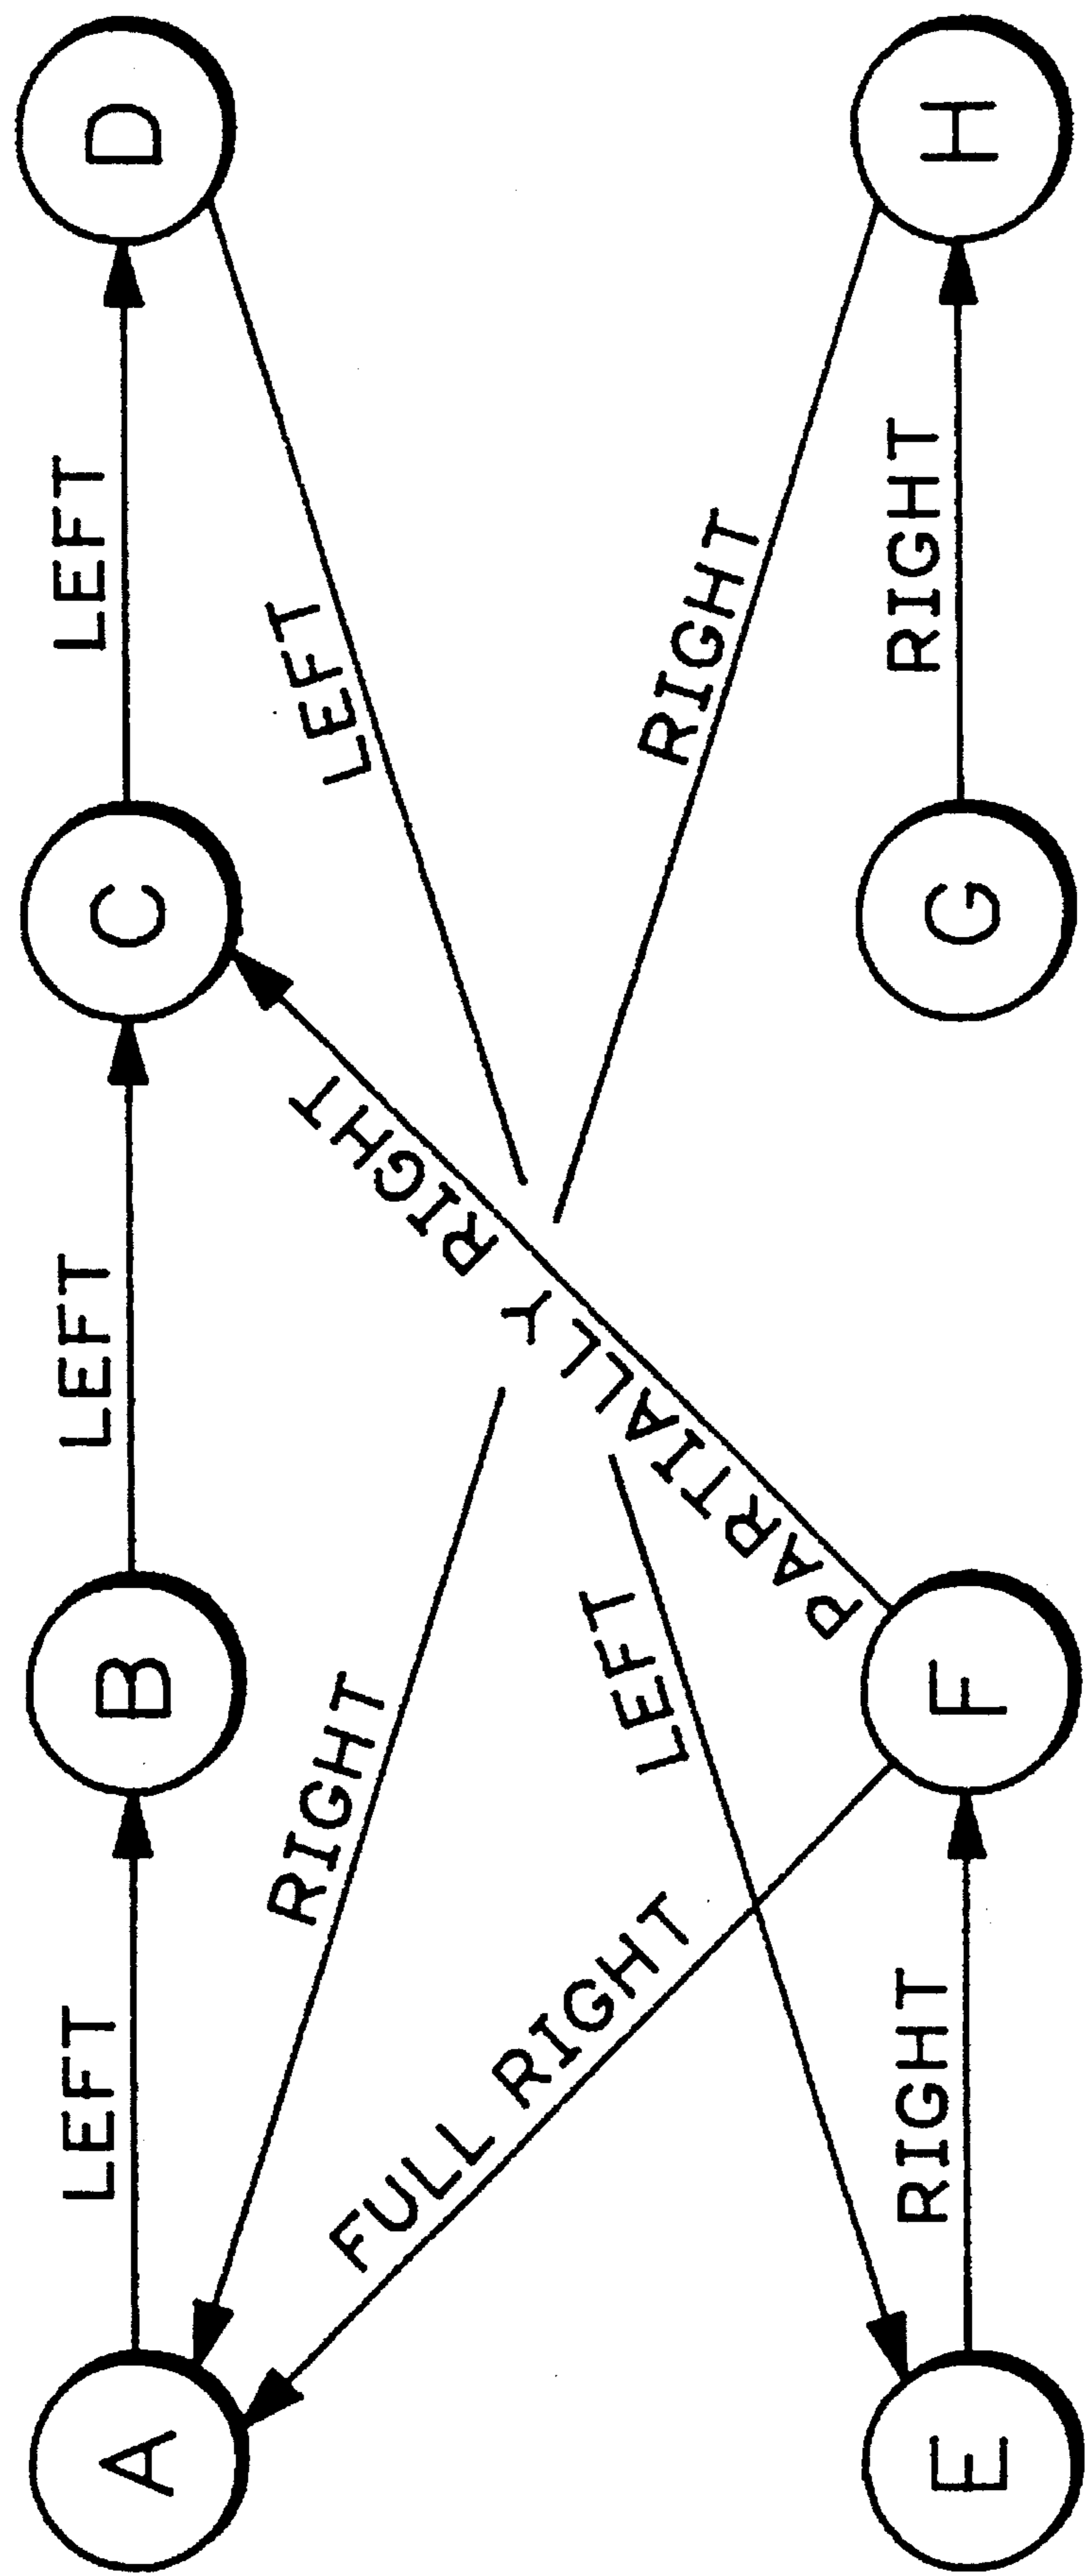 A
LEFT
B
LEFT
C
LEFT
D
RIGHT
LEFT
FULL RIGHT
PARTIALLY RIGHT
LEFT
RIGHT
E
RIGHT
F
G
RIGHT
H